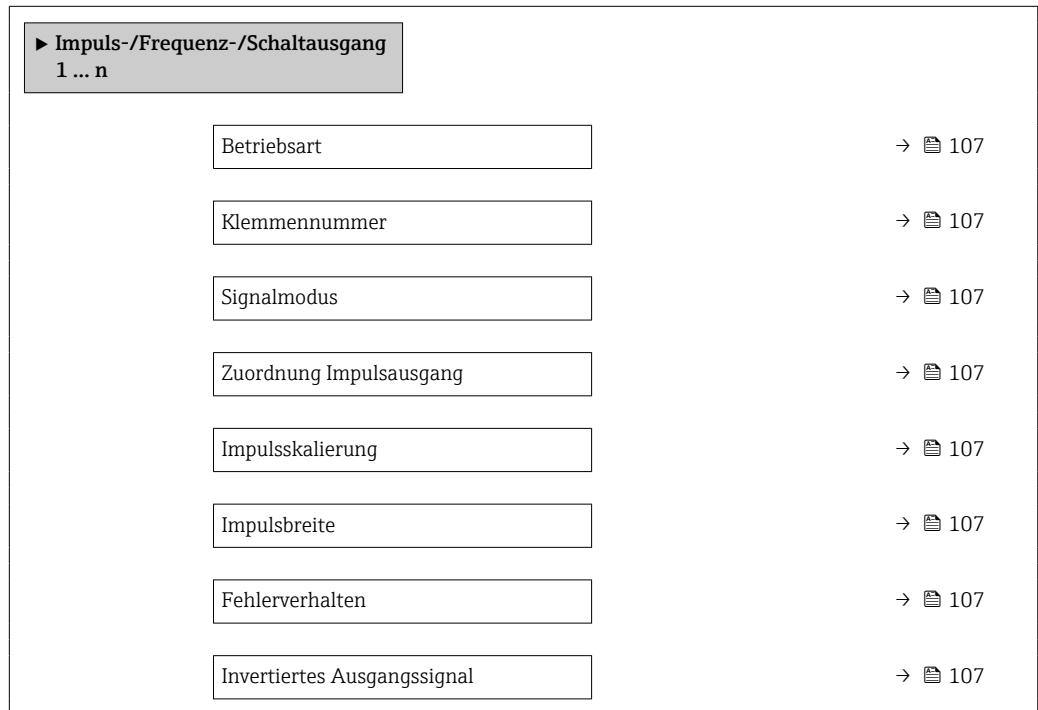 ► Impuls-/Frequenz-/Schaltausgang
1 ... n
Betriebsart → 107
Klemmennummer → 107
Signalmodus → 107
Zuordnung Impulsausgang → 107
Impulsskalierung → 107
Impulsbreite → 107
Fehlerverhalten → 107
Invertiertes Ausgangssignal → 107